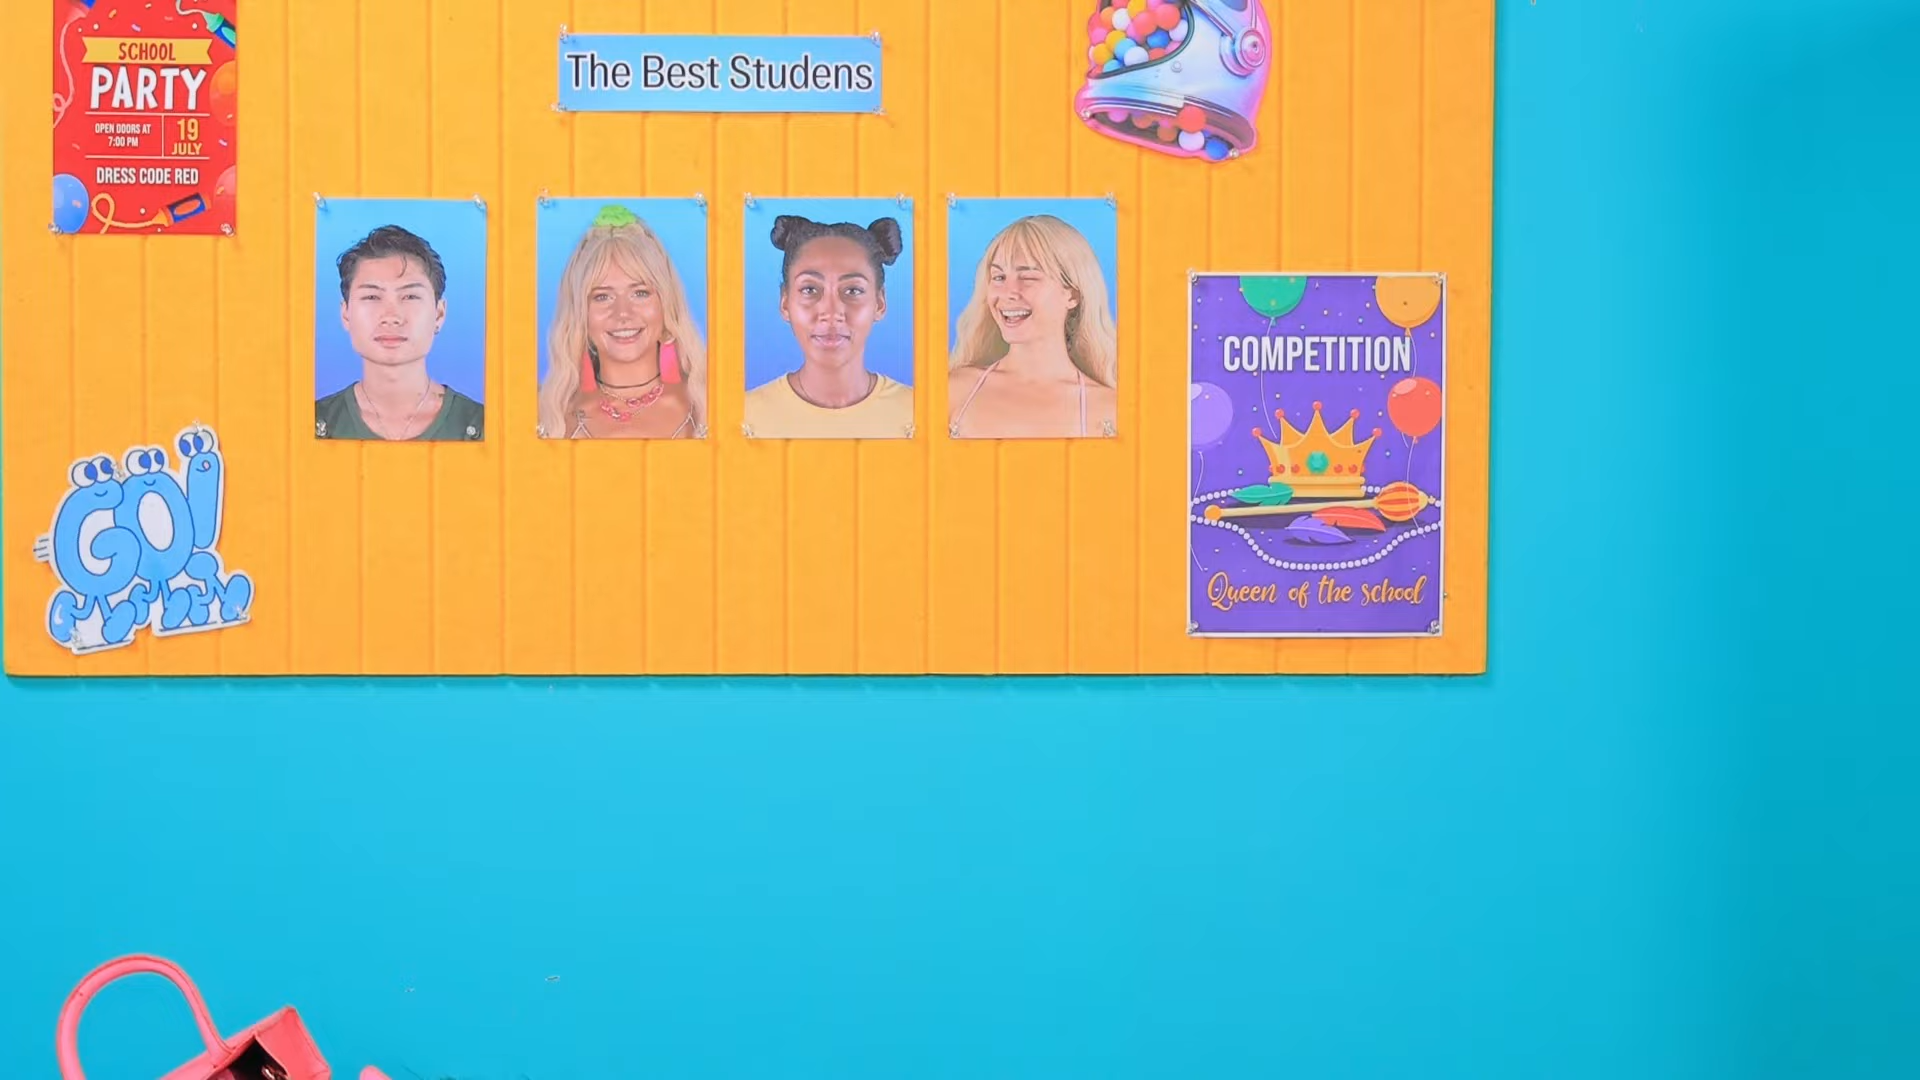 SCHOOL
PARTY
OPEN DOORS AT
7:00 PM
19
JULY
DRESS CODE RED
The Best Studens
GO!
COMPETITION
Queen of the school